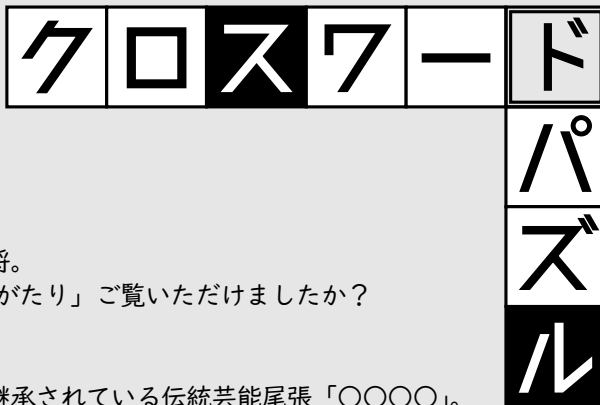 クロスワード
パズル
将。
がたり」ご覧いただけましたか？
継承されている伝統芸能尾張「○○○○」。